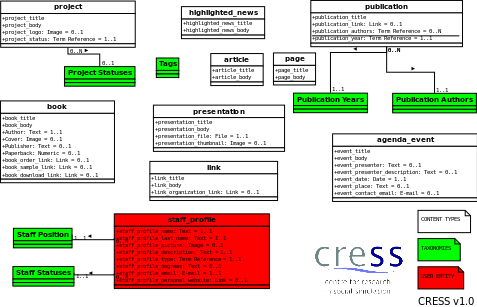 project
+project_title
+project_body
+project_logo: Image = 0..1
+project_status: Term Reference = 1..1
0..N
0..1
Project Statuses
highlighted_news
+highlighted_news_title
+highlighted_news_body
publication
+publication_title
+publication_link: Link = 0..1
+publication_authors: Term Reference = 0..N
+publication_year: Term Reference = 1..1
0..N
1..1
1..1
Publication Years
Publication Authors
Tags
article
+article_title
+article_body
page
+page_title
+page_body
book
+book_title
+book_body
+Author: Text = 1..1
+Cover: Image = 0..1
+Publisher: Text = 0..1
+Paperback: Numeric = 0..1
+book_order_link: Link = 0..1
+book_sample_link: Link = 0..1
+book_download_link: Link = 0..1
presentation
+presentation_title
+presentation_body
+presentation_file: File = 1..1
+presentation_thumbnail: Image = 0..1
agenda_event
+event_title
+event_body
+event_presenter: Text = 0..1
+event_presenter_description: Text = 0..1
+event_date: Date = 1..1
+event_place: Text = 0..1
+event_contact_email: E-mail = 0..1
link
+link_title
+link_body
+link_organization_link: Link = 0..1
staff_profile
+staff_profile_name: Text = 1..1
+staff_profile_last_name: Text = 1..1
+staff_profile_picture: Image = 0..1
+staff_profile_description: Text = 1..1
+staff_profile_type: Term Reference = 1..1
+staff_profile_degrees: Text = 0..1
+staff_profile_email: E-mail = 1..1
+staff_profile_personal_website: Link = 0..1
Staff Position
1..1
Staff Statuses
1..1
cress
centre for research
in social simulation
CONTENT TYPES
TAXONOMIES
USER ENTITY
CRESS v1.0